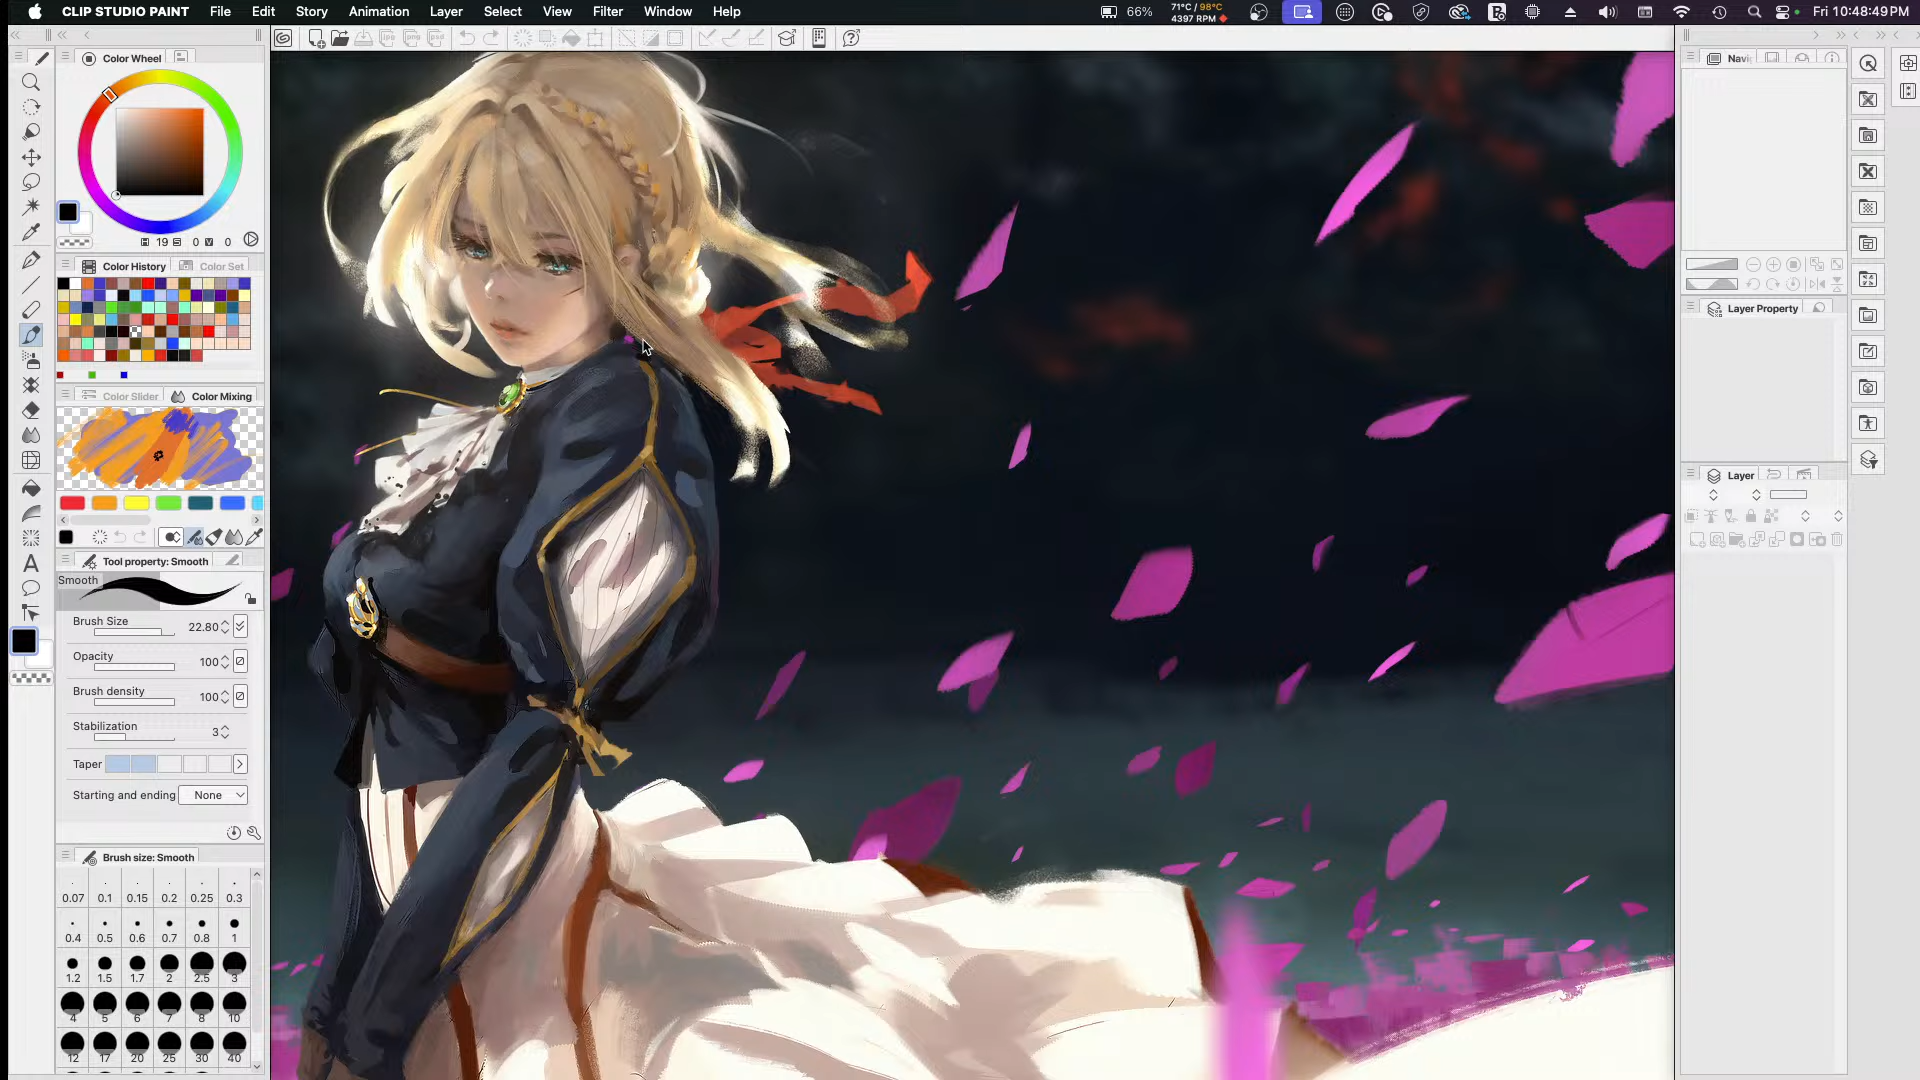 CLIP STUDIO PAINT File Edit Story Animation Layer Select View Filter Window Help 66% 71°C / 98°C 4397 RPM Fri 10:48:49 PM
Color Wheel
H 19 S 0 V 0
Color History Color Set
Color Slider Color Mixing
Tool property: Smooth
Smooth
Brush Size 22.80
Opacity 100
Brush density 100
Stabilization 3
Taper
Starting and ending None
Brush size: Smooth
0.07 0.1 0.15 0.2 0.25 0.3
0.4 0.5 0.6 0.7 0.8 1
1.2 1.5 1.7 2 2.5 3
4 5 6 7 8 10
12 17 20 25 30 40
Navi
Layer Property
Layer